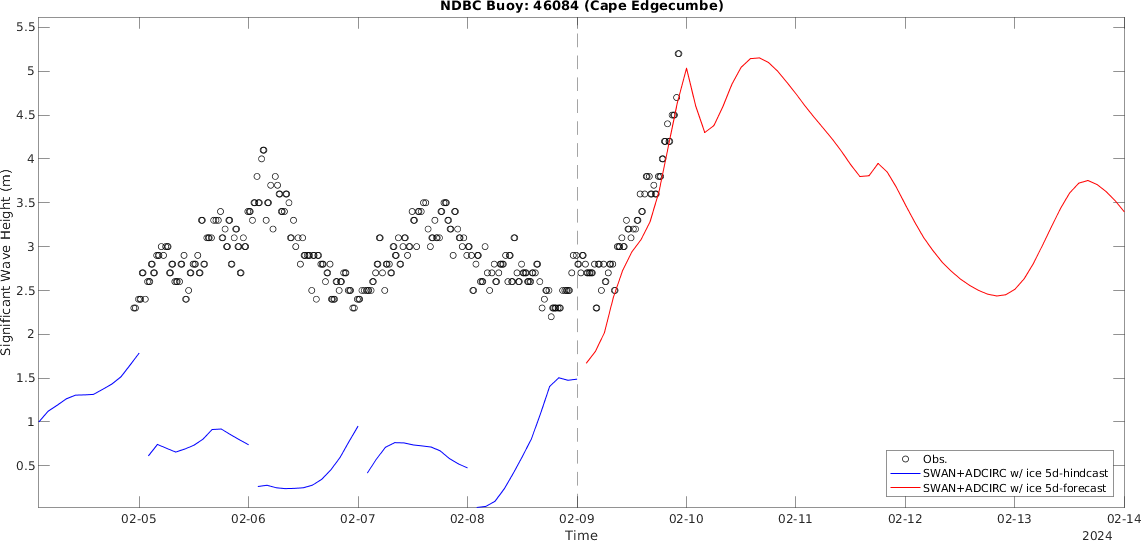 NDBC Buoy: 46084 (Cape Edgecumbe)
5.5
5
4.5
4
3.5
3
2.5
2
1.5
1
0.5
Significant Wave Height (m)
Obs.
SWAN+ADCIRC w/ ice 5d-hindcast
SWAN+ADCIRC w/ ice 5d-forecast
02-05 02-06 02-07 02-08 02-09 02-10 02-11 02-12 02-13 02-14
Time
2024